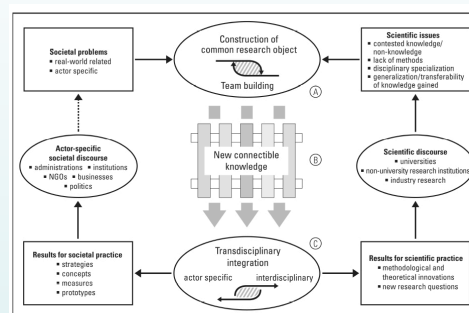 Societal problems
■ real-world related
■ actor specific
Construction of
common research object
Team building
A
Scientific issues
■ contested knowledge/
non-knowledge
■ lack of methods
■ disciplinary specialization
■ generalization/transferability
of knowledge gained
Actor-specific
societal discourse
■ administrations ■ institutions
■ NGOs ■ businesses
■ politics
New connectible
knowledge
B
Scientific discourse
■ universities
■ non-university research institutions
■ industry research
Results for societal practice
■ strategies
■ concepts
■ measures
■ prototypes
C
Transdisciplinary
integration
actor specific interdisciplinary
Results for scientific practice
■ methodological and
theoretical innovations
■ new research questions